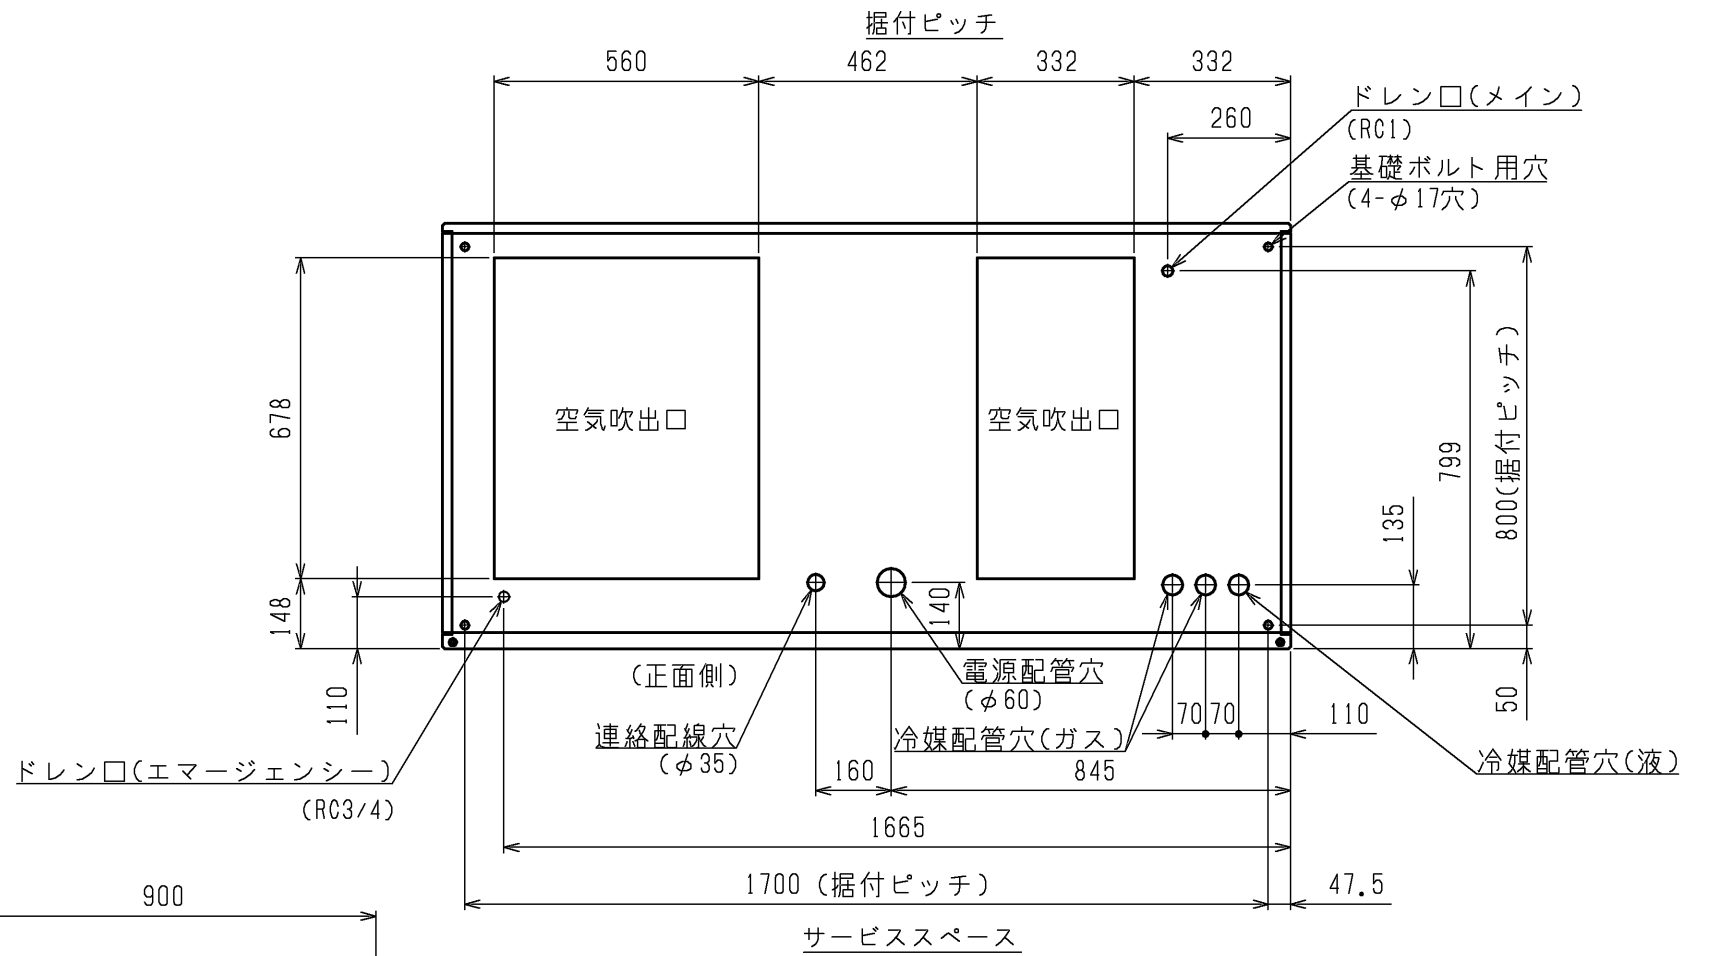 据付ピッチ
560
462
332
332
ドレン口(メイン)
(RC1)
260
基礎ボルト用穴
(4-φ17穴)
678
空気吹出口
空気吹出口
799
800(据付ピッチ)
135
148
140
110
50
(正面側)
電源配管穴
(φ60)
連絡配線穴
(φ35)
冷媒配管穴(ガス)
70
70
110
冷媒配管穴(液)
ドレン口(エマージェンシー)
(RC3/4)
160
845
1665
1700 (据付ピッチ)
47.5
900
サービススペース